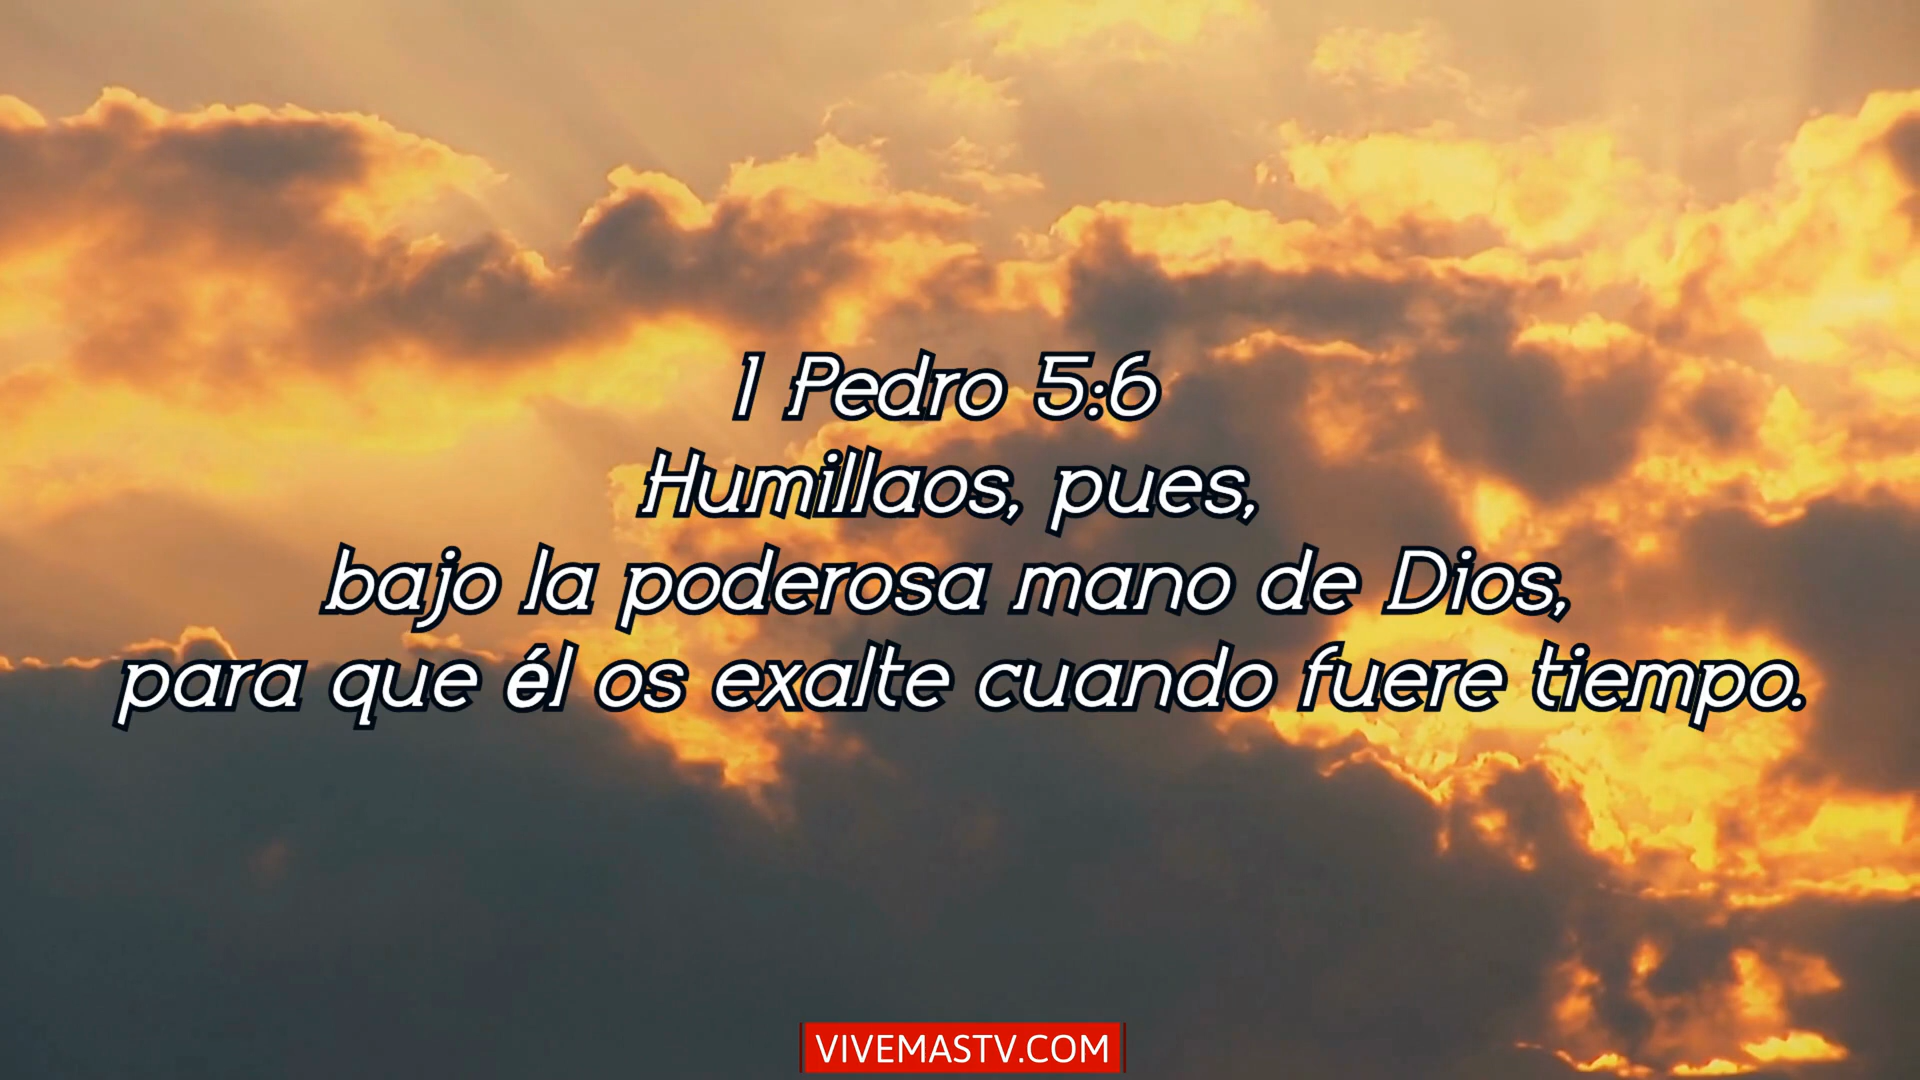 1 Pedro 5:6
Humillaos, pues,
bajo la poderosa mano de Dios,
para que él os exalte cuando fuere tiempo.
VIVEMASTV.COM